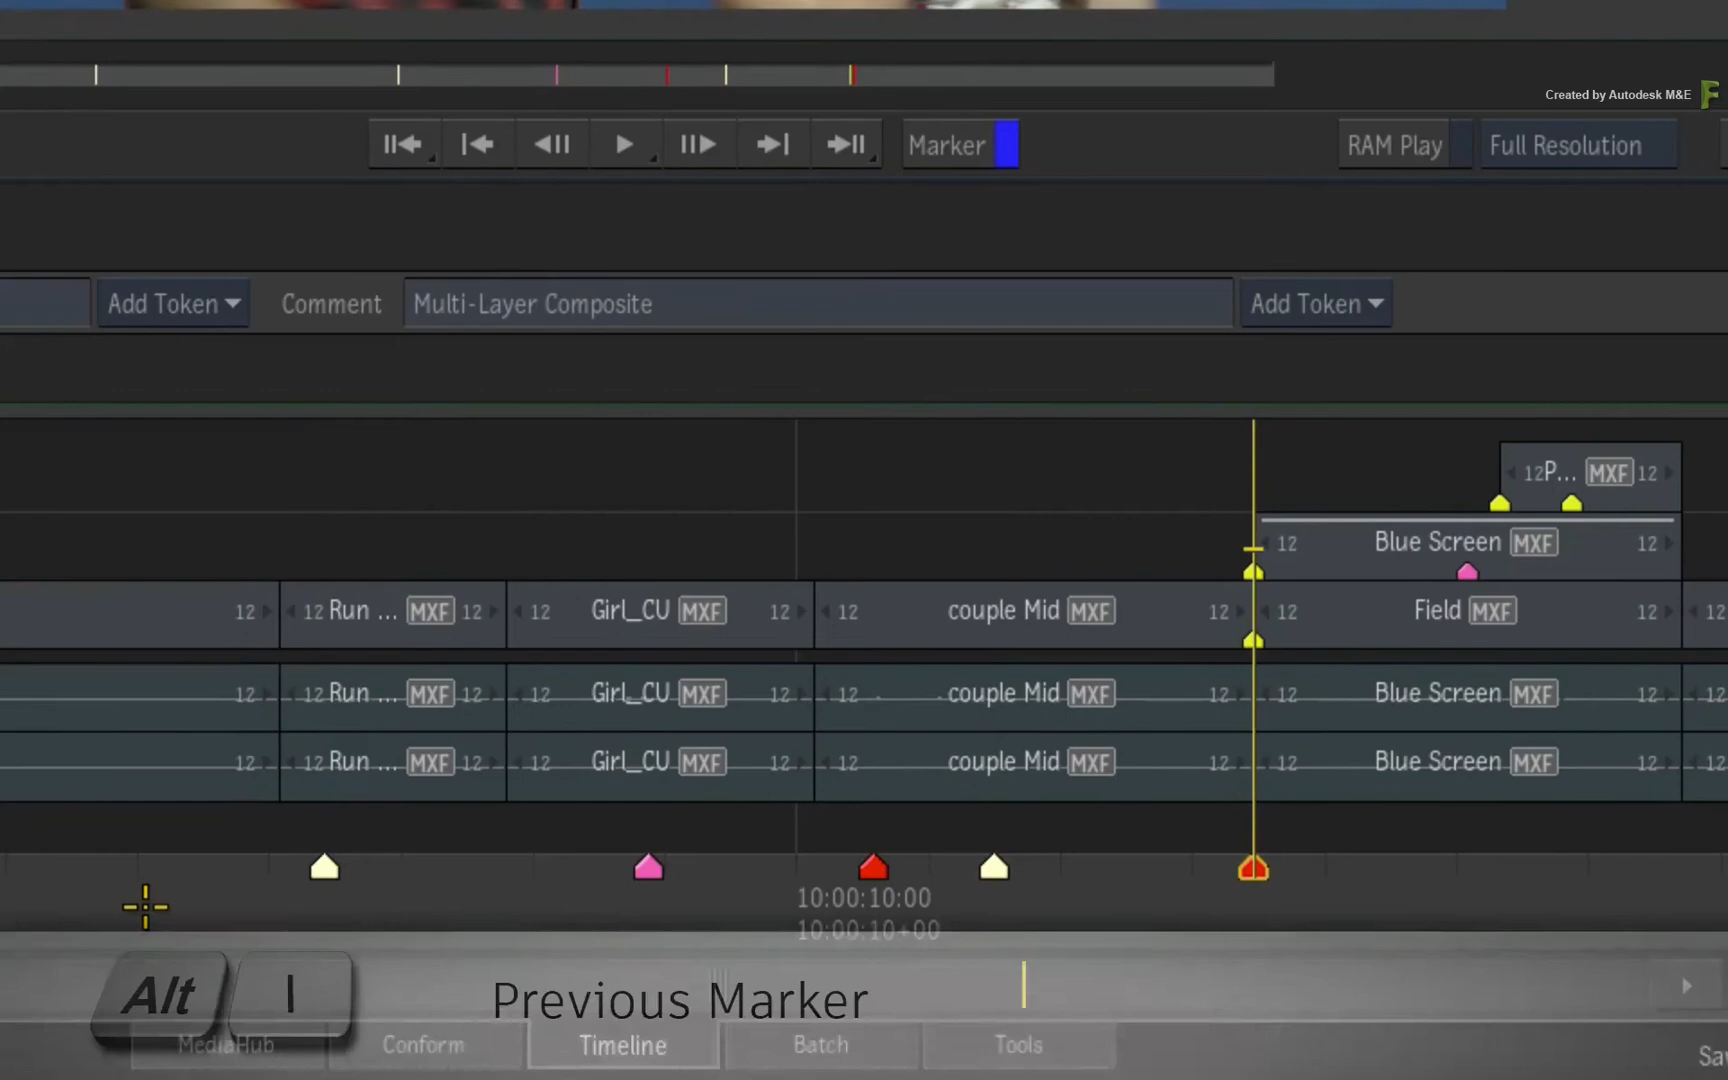 Created by Autodesk M&E
Marker
RAM Play
Full Resolution
Add Token
Comment
Multi-Layer Composite
Add Token
12P... MXF 12
12 Blue Screen MXF 12
12 12 Run ... MXF 12 12 Girl_CU MXF 12 12 couple Mid MXF 12 12 Field MXF 12
12 12 Run ... MXF 12 12 Girl_CU MXF 12 12 couple Mid MXF 12 12 Blue Screen MXF 12 12
12 12 Run ... MXF 12 12 Girl_CU MXF 12 12 couple Mid MXF 12 12 Blue Screen MXF 12 12
10:00:10:00
10:00:10+00
Alt I Previous Marker
MediaHub Conform Timeline Batch Tools